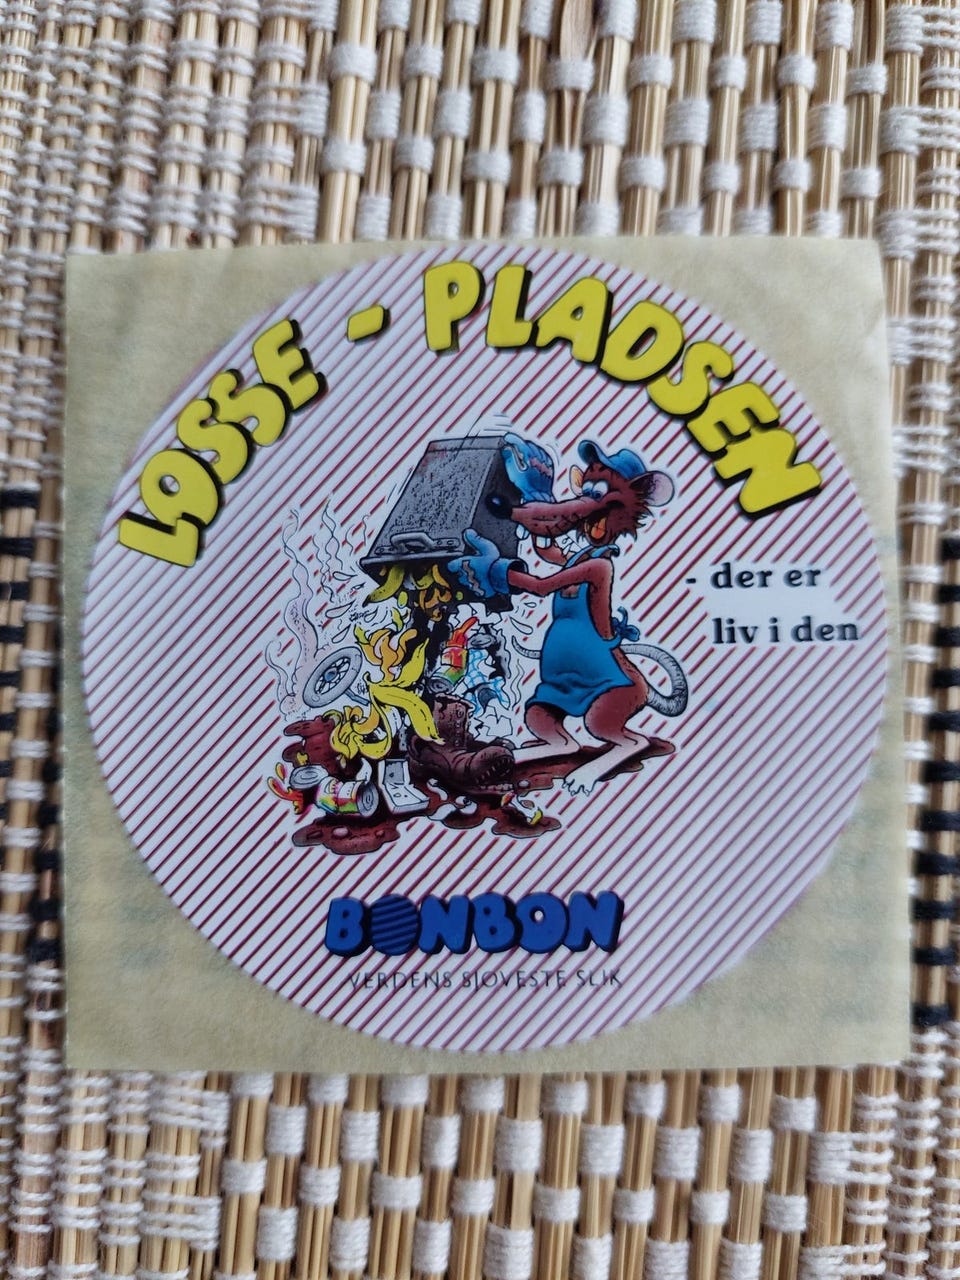 LOSSE - PLADSEN
- der er
liv i den
BONBON
VERDENS SJOVESTE SLIK